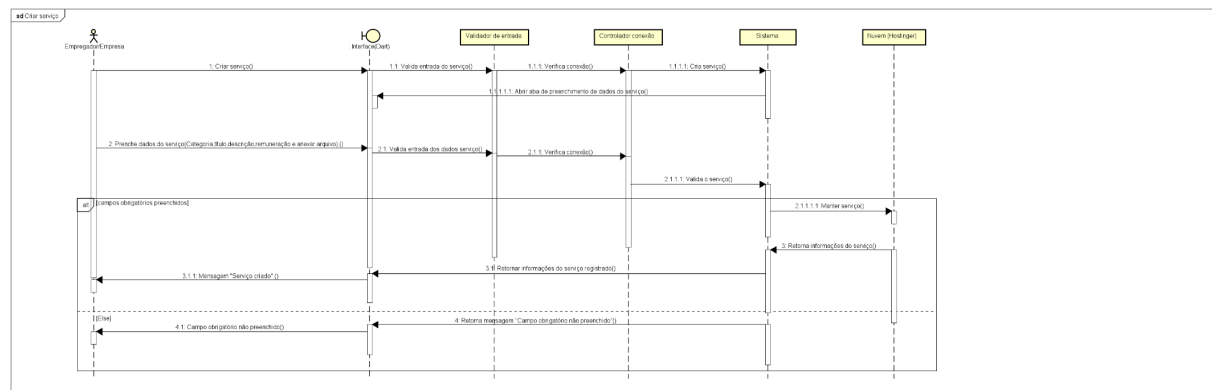 sd Criar serviço
Empregador/Empresa
Interface(Dart)
Validador de entrada
Controlador conexão
Sistema
Nuvem (Hostinger)
1: Criar serviço()
1.1: Valida entrada do serviço()
1.1.1: Verifica conexão()
1.1.1.1: Cria serviço()
1.1.1.1.1: Abrir aba de preenchimento de dados do serviço()
2: Prenche dados do serviço(Categoria,título,descrição,remuneração e anexar arquivo).()
2.1: Valida entrada dos dados serviço()
2.1.1: Verifica conexão()
2.1.1.1: Valida o serviço()
alt
[campos obrigatórios preenchidos]
2.1.1.1.1: Manter serviço()
3: Retorna informações do serviço()
3.1: Retornar informações do serviço registrado()
3.1.1: Mensagem "Serviço criado" ()
[Else]
4: Retorna mensagem "Campo obrigatório não preenchido"()
4.1: Campo obrigatório não preenchido()